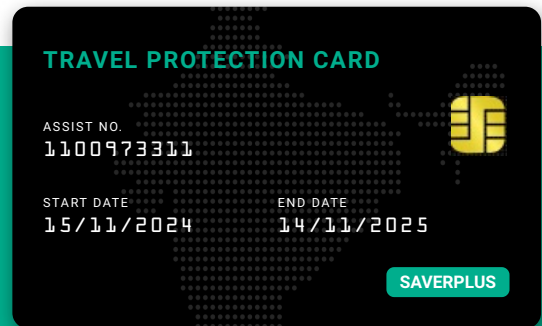 TRAVEL PROTECTION CARD
ASSIST NO.
1100973311
START DATE
15/11/2024
END DATE
14/11/2025
SAVERPLUS